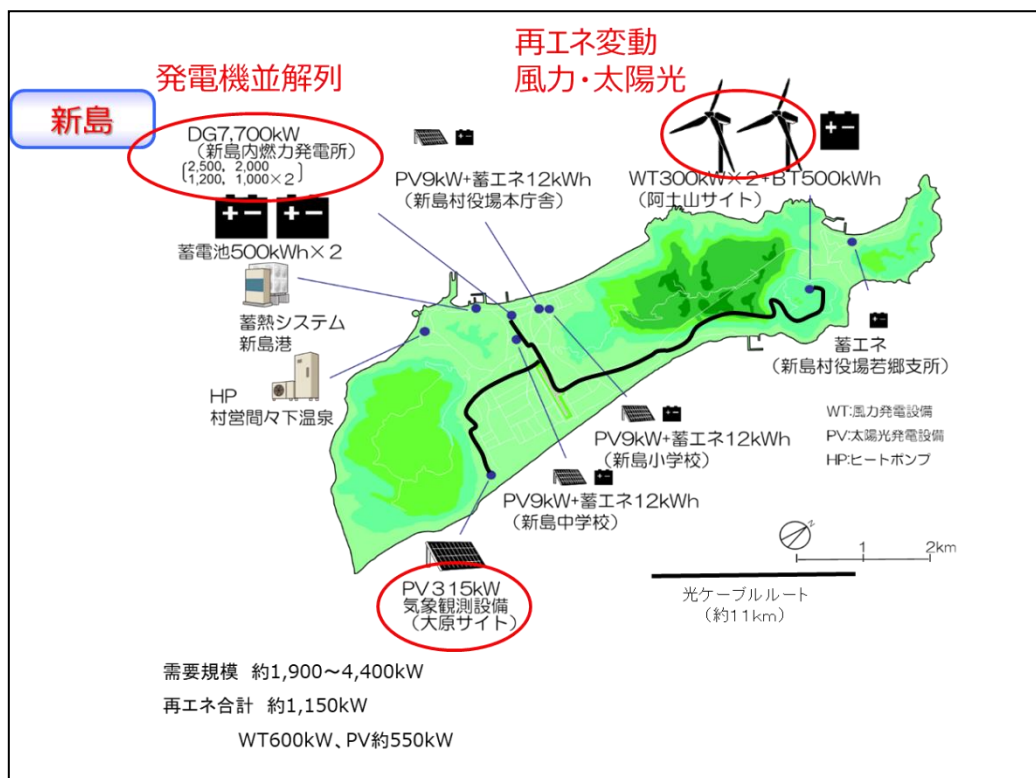 新島
発電機並解列
再エネ変動
風力・太陽光
DG7,700kW
(新島内燃力発電所)
2,500, 2,000
1,200, 1,000×2
蓄電池500kWh×2
PV9kW+蓄エネ12kWh
(新島村役場本庁舎)
WT300kW×2+BT500kWh
(阿土山サイト)
蓄熱システム
新島港
HP
村営間々下温泉
蓄エネ
(新島村役場若郷支所)
WT:風力発電設備
PV:太陽光発電設備
HP:ヒートポンプ
PV9kW+蓄エネ12kWh
(新島小学校)
PV9kW+蓄エネ12kWh
(新島中学校)
PV315kW
気象観測設備
(大原サイト)
N
1 2km
光ケーブルルート
(約11km)
需要規模 約1,900~4,400kW
再エネ合計 約1,150kW
WT600kW、PV約550kW